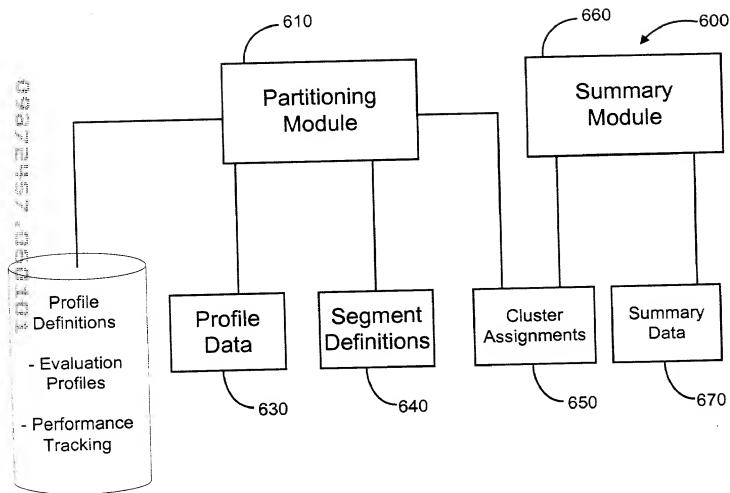 610
660
600
Partitioning
Module
Summary
Module
Profile
Definitions
- Evaluation
Profiles
- Performance
Tracking
Profile
Data
Segment
Definitions
Cluster
Assignments
Summary
Data
630
640
650
670